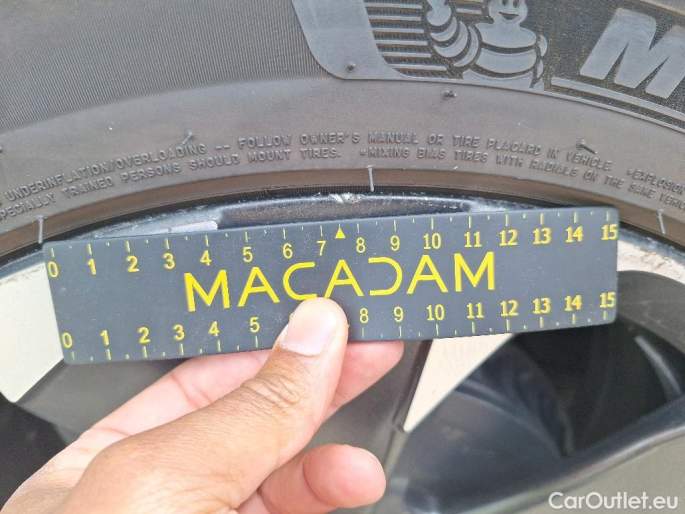 M
UNDERINFLATION/OVERLOADING -- FOLLOW OWNER'S MANUAL OR TIRE PLACARD IN VEHICLE. •EXPLOSION
SPECIALLY TRAINED PERSONS SHOULD MOUNT TIRES. •MIXING BIAS TIRES WITH RADIALS ON THE SAME
0 1 2 3 4 5 6 7 8 9 10 11 12 13 14 15
MACADAM
0 1 2 3 4 5 8 9 10 11 12 13 14 15
CarOutlet.eu